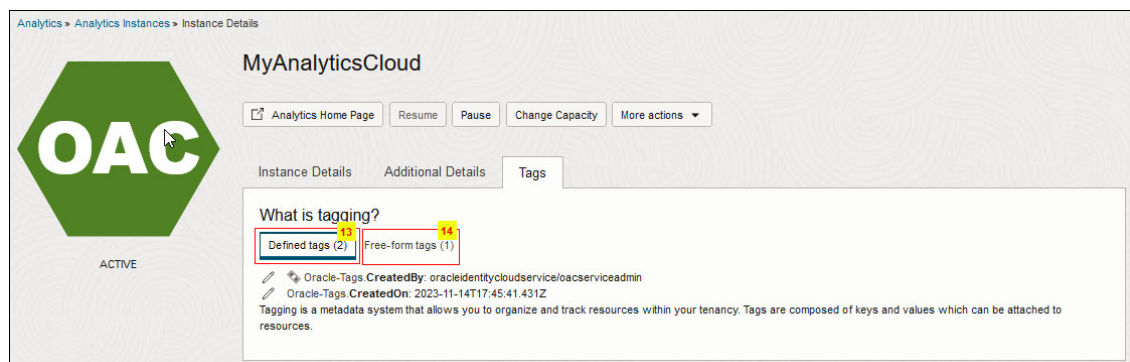 Analytics » Analytics Instances » Instance Details
MyAnalyticsCloud
OAC
Analytics Home Page Resume Pause Change Capacity More actions
Instance Details Additional Details Tags
What is tagging?
13 14
Defined tags (2) Free-form tags (1)
Oracle-Tags.CreatedBy: oracleidentitycloudservice/oacserviceadmin
Oracle-Tags.CreatedOn: 2023-11-14T17:45:41.431Z
Tagging is a metadata system that allows you to organize and track resources within your tenancy. Tags are composed of keys and values which can be attached to
resources.
ACTIVE